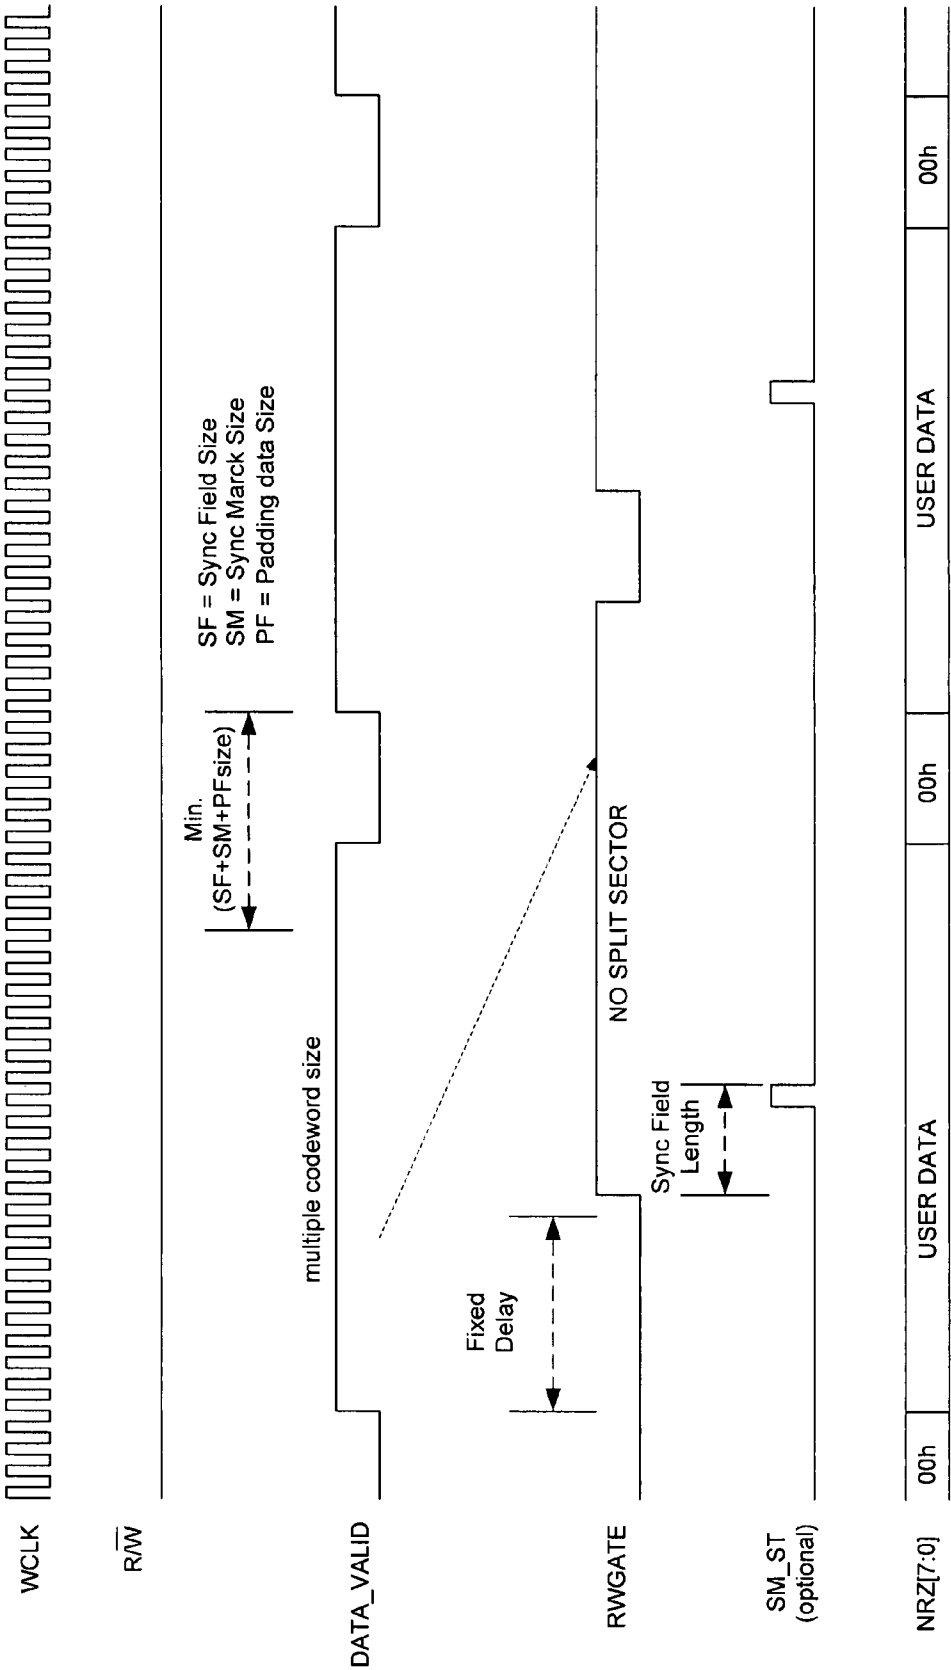 WCLK
R/W
SF = Sync Field Size
SM = Sync Marck Size
PF = Padding data Size
Min.
(SF+SM+PFsize)
multiple codeword size
DATA_VALID
Fixed
Delay
NO SPLIT SECTOR
RWGATE
Sync Field
Length
SM_ST
(optional)
NRZ[7:0]
00h
USER DATA
00h
USER DATA
00h